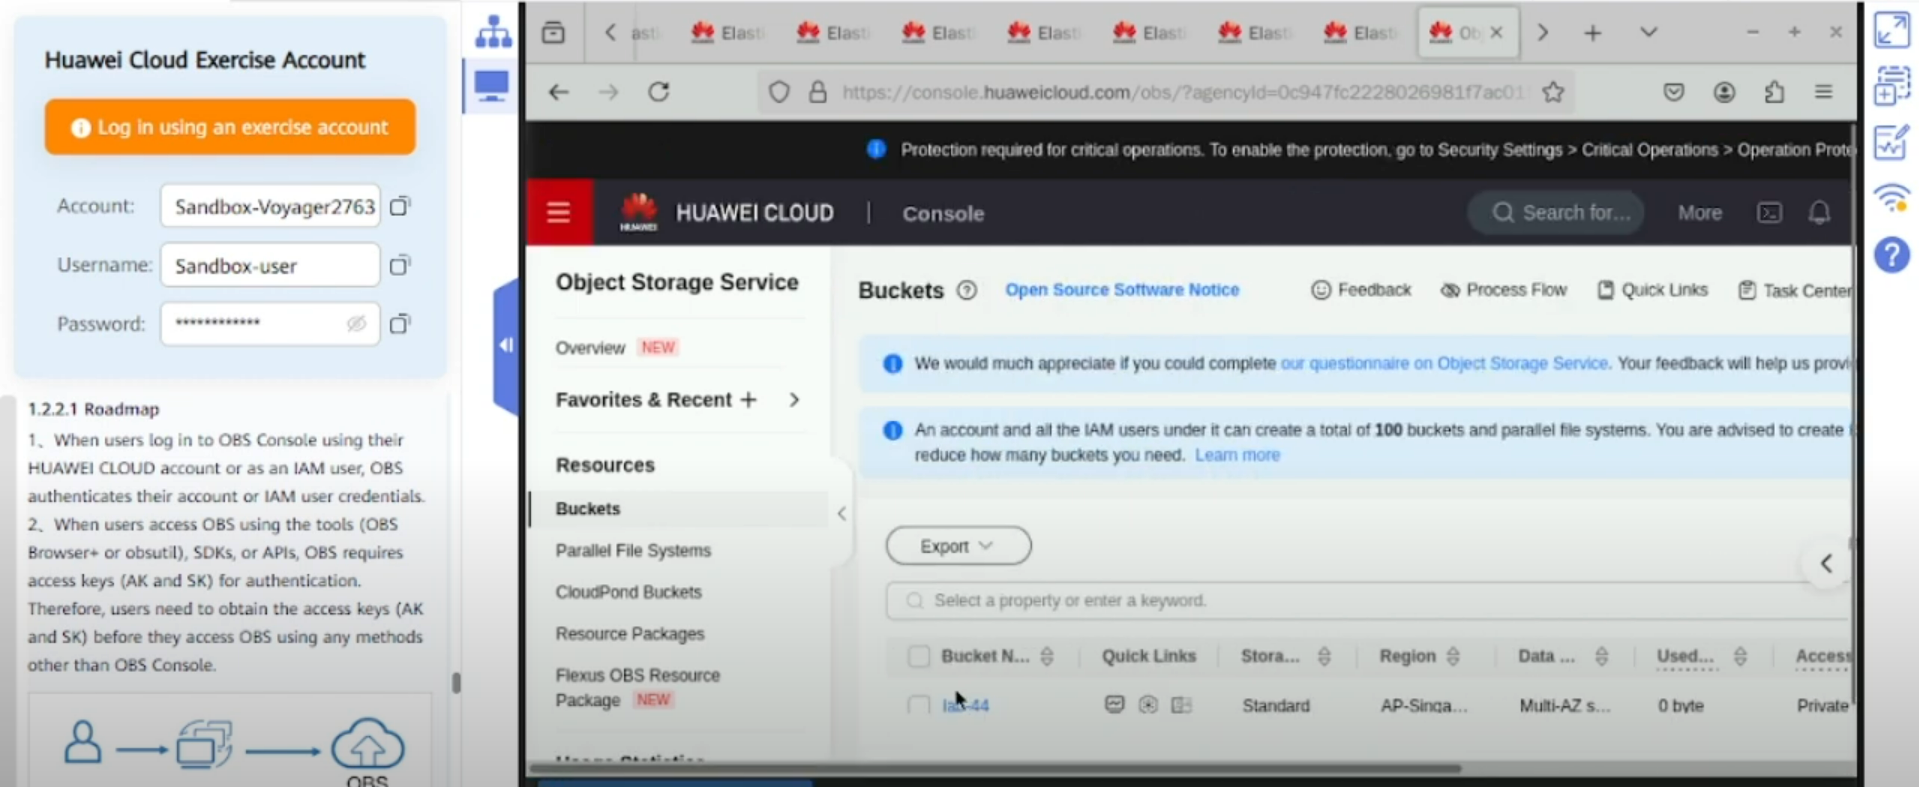 Huawei Cloud Exercise Account
Log in using an exercise account
Account: Sandbox-Voyager2763
Username: Sandbox-user
Password: ************
1.2.2.1 Roadmap
1、When users log in to OBS Console using their
HUAWEI CLOUD account or as an IAM user, OBS
authenticates their account or IAM user credentials.
2、When users access OBS using the tools (OBS
Browser+ or obsutil), SDKs, or APIs, OBS requires
access keys (AK and SK) for authentication.
Therefore, users need to obtain the access keys (AK
and SK) before they access OBS using any methods
other than OBS Console.
OBS
asti Elasti Elasti Elasti Elasti Elasti Elasti Elasti Ob
https://console.huaweicloud.com/obs/?agencyId=0c947fc2228026981f7ac01
Protection required for critical operations. To enable the protection, go to Security Settings > Critical Operations > Operation Prote
HUAWEI
HUAWEI CLOUD | Console Search for... More
Object Storage Service
Overview NEW
Favorites & Recent + >
Resources
Buckets
Parallel File Systems
CloudPond Buckets
Resource Packages
Flexus OBS Resource
Package NEW
Usage Statistics
Buckets Open Source Software Notice Feedback Process Flow Quick Links Task Center
We would much appreciate if you could complete our questionnaire on Object Storage Service. Your feedback will help us provi
An account and all the IAM users under it can create a total of 100 buckets and parallel file systems. You are advised to create
reduce how many buckets you need. Learn more
Export
Select a property or enter a keyword.
Bucket N... Quick Links Stora... Region Data ... Used... Access
Standard AP-Singa... Multi-AZ s... 0 byte Private